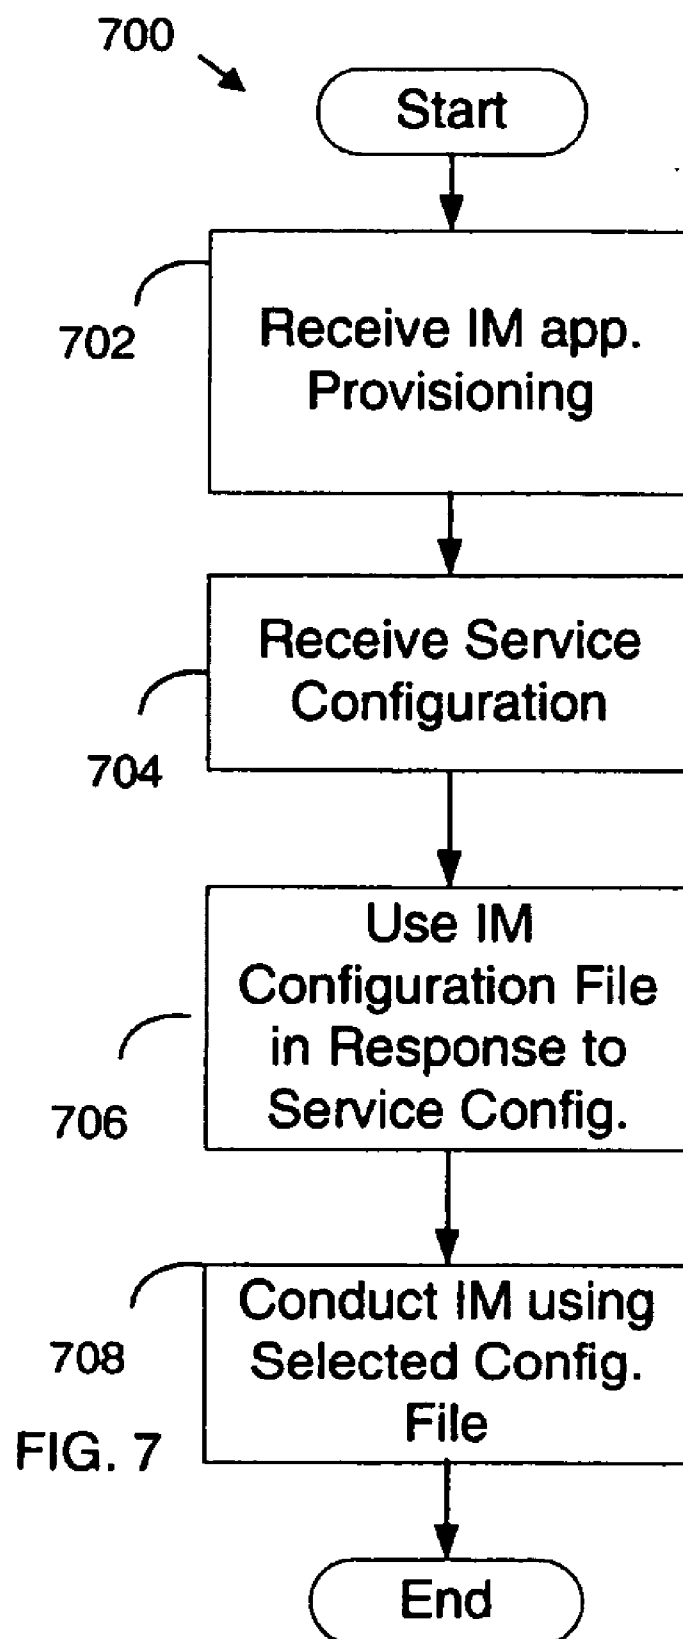 700
Start
702
Receive IM app.
Provisioning
Receive Service
Configuration
704
Use IM
Configuration File
in Response to
Service Config.
706
Conduct IM using
Selected Config.
File
708
FIG. 7
End